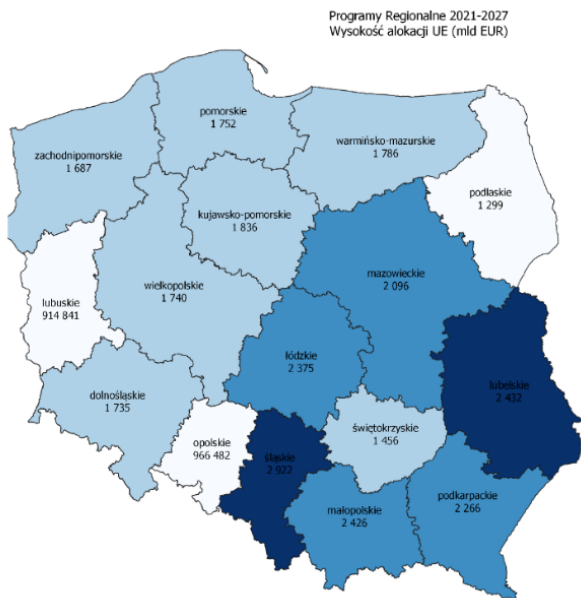 Programy Regionalne 2021-2027
Wysokość alokacji UE (mld EUR)
pomorskie
1 752
zachodnipomorskie
1 687
warmińsko-mazurskie
1 786
podlaskie
1 299
kujawsko-pomorskie
1 836
mazowieckie
2 096
wielkopolskie
1 740
lubuskie
914 841
łódzkie
2 375
lubelskie
2 432
dolnośląskie
1 735
świętokrzyskie
1 456
opolskie
966 482
śląskie
2 922
małopolskie
2 426
podkarpackie
2 266